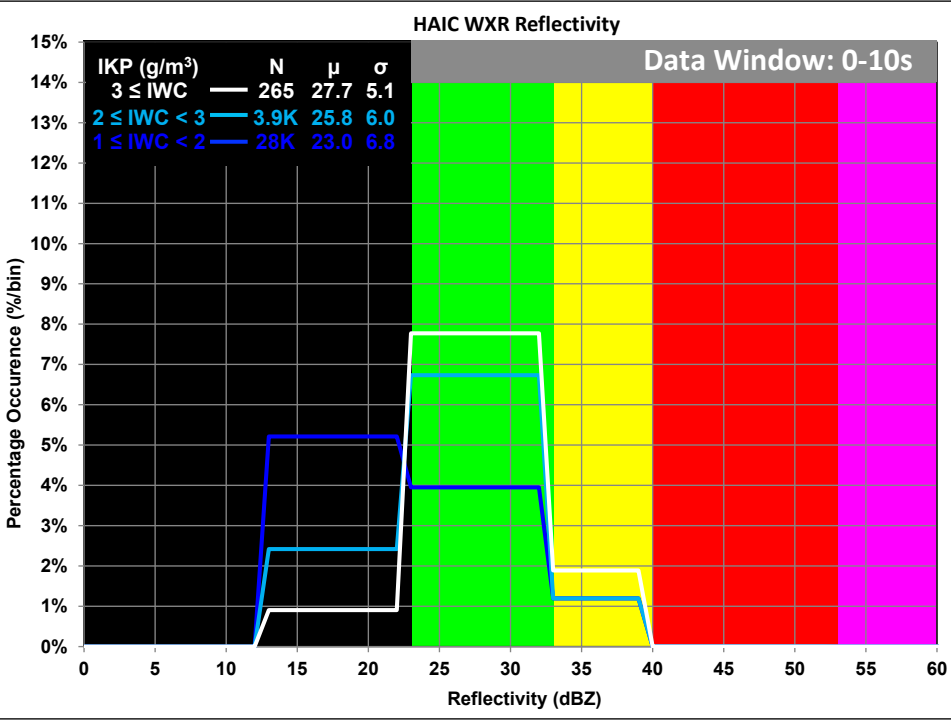 HAIC WXR Reflectivity
Data Window: 0-10s
IKP (g/m³) N μ σ
3 ≤ IWC 265 27.7 5.1
2 ≤ IWC < 3 3.9K 25.8 6.0
1 ≤ IWC < 2 28K 23.0 6.8
Percentage Occurence (%/bin)
15%
14%
13%
12%
11%
10%
9%
8%
7%
6%
5%
4%
3%
2%
1%
0%
0 5 10 15 20 25 30 35 40 45 50 55 60
Reflectivity (dBZ)